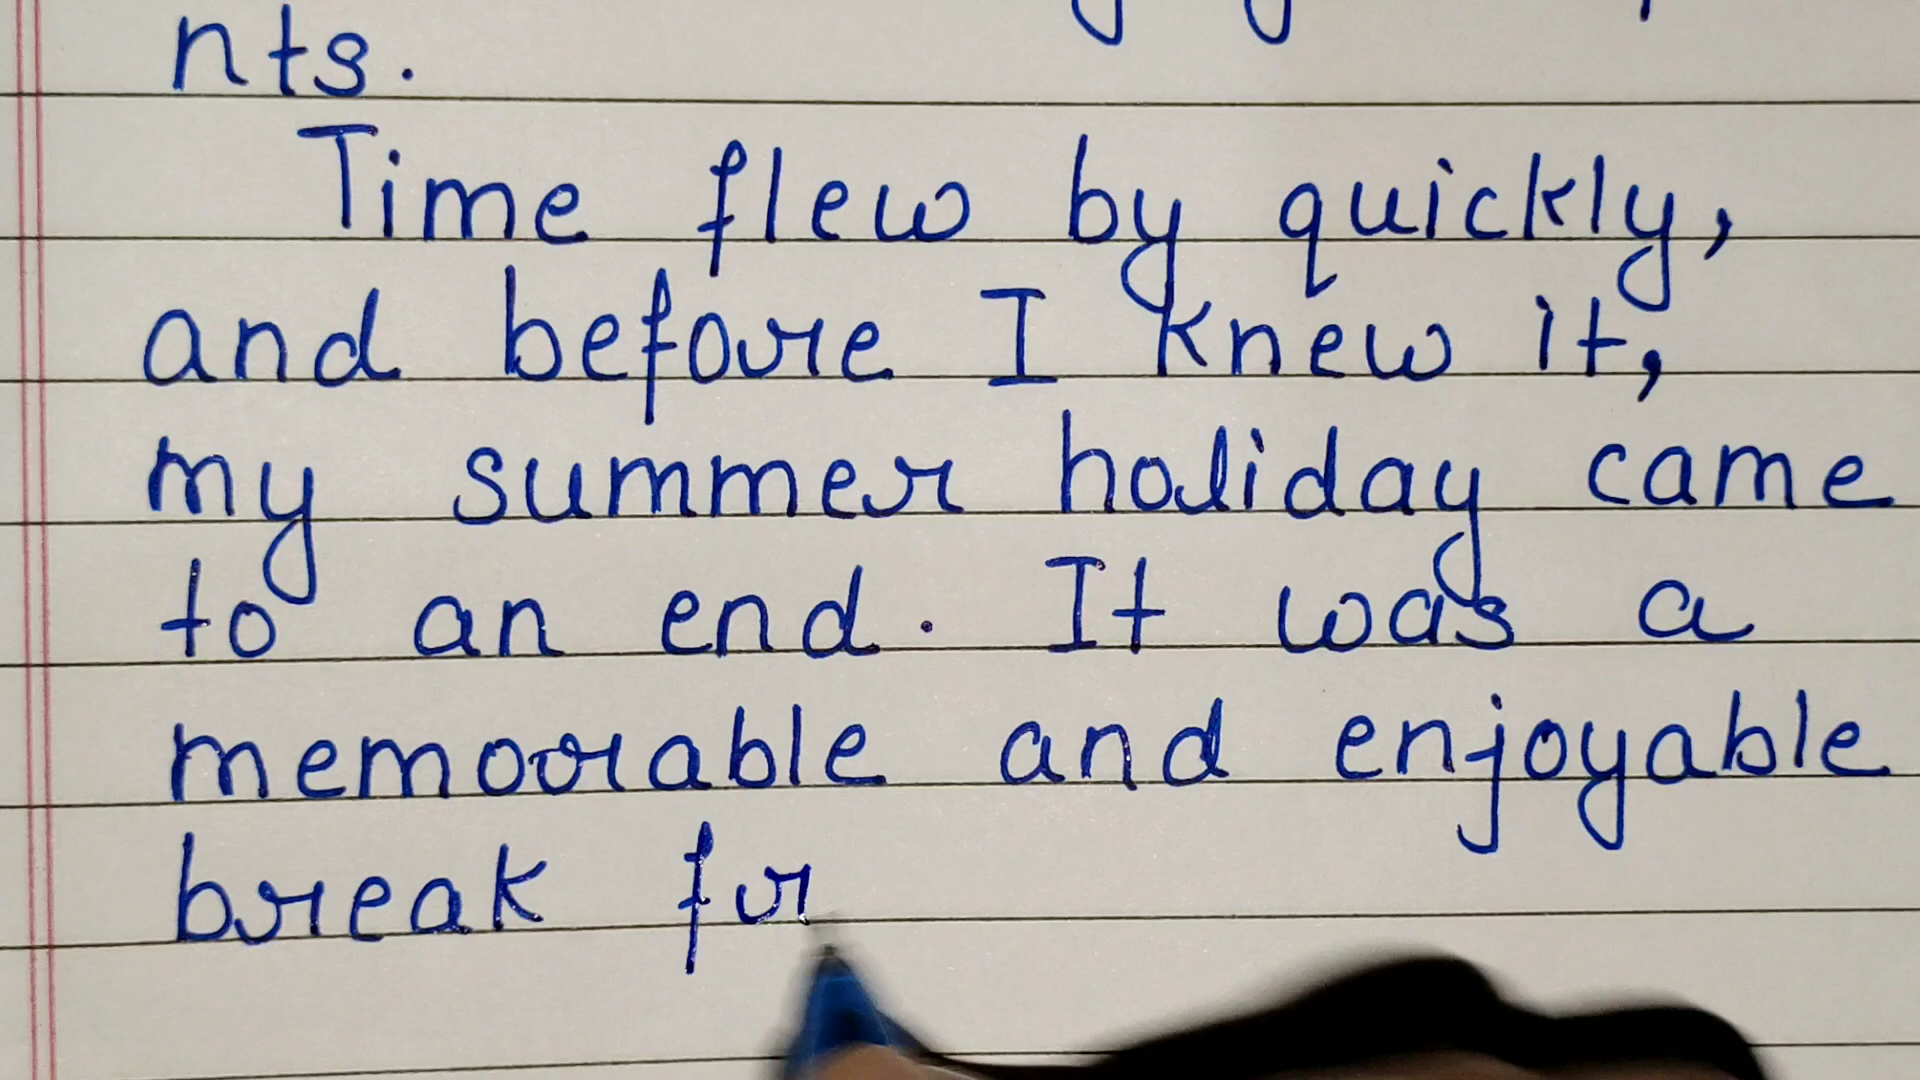 nts.
Time flew by quickly,
and before I knew it,
my summer holiday came
to an end. It was a
memorable and enjoyable
break